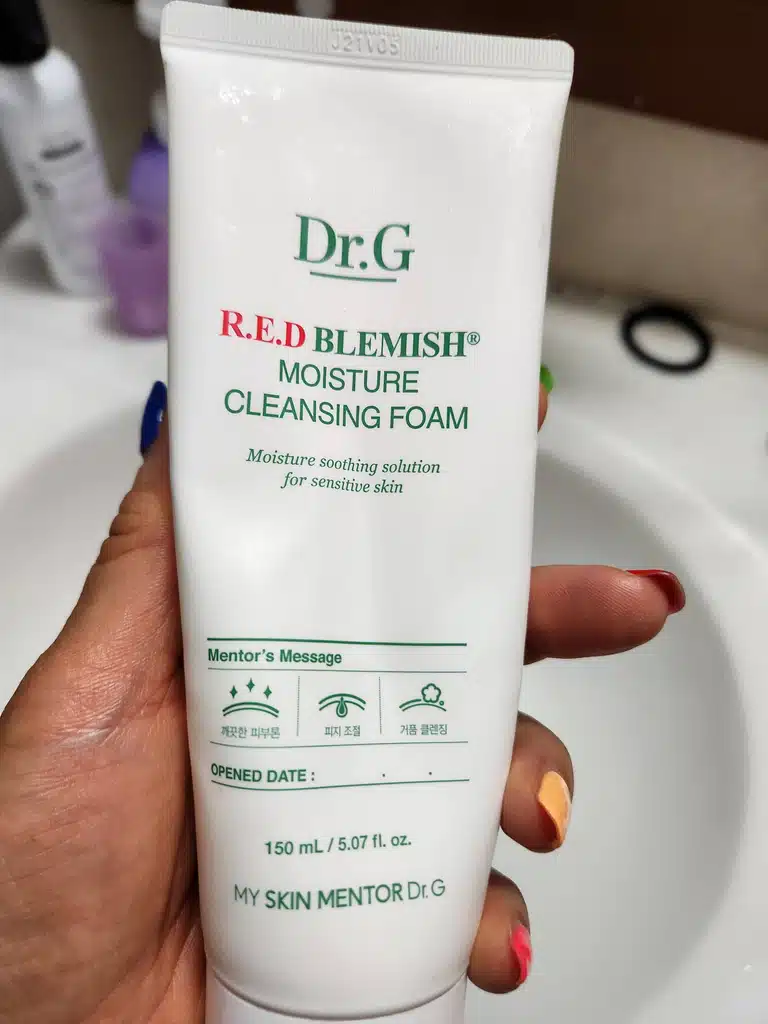 J21V05
Dr.G
R.E.D BLEMISH®
MOISTURE
CLEANSING FOAM
Moisture soothing solution
for sensitive skin
Mentor's Message
깨끗한 피부톤 피지 조절 거품 클렌징
OPENED DATE : . .
150 mL / 5.07 fl. oz.
MY SKIN MENTOR Dr.G